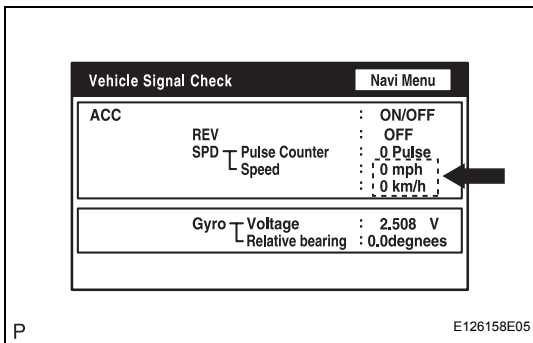 Vehicle Signal Check Navi Menu
ACC : ON/OFF
REV : OFF
SPD Pulse Counter : 0 Pulse
Speed : 0 mph
: 0 km/h
Gyro Voltage : 2.508 V
Relative bearing : 0.0degnees
P E126158E05